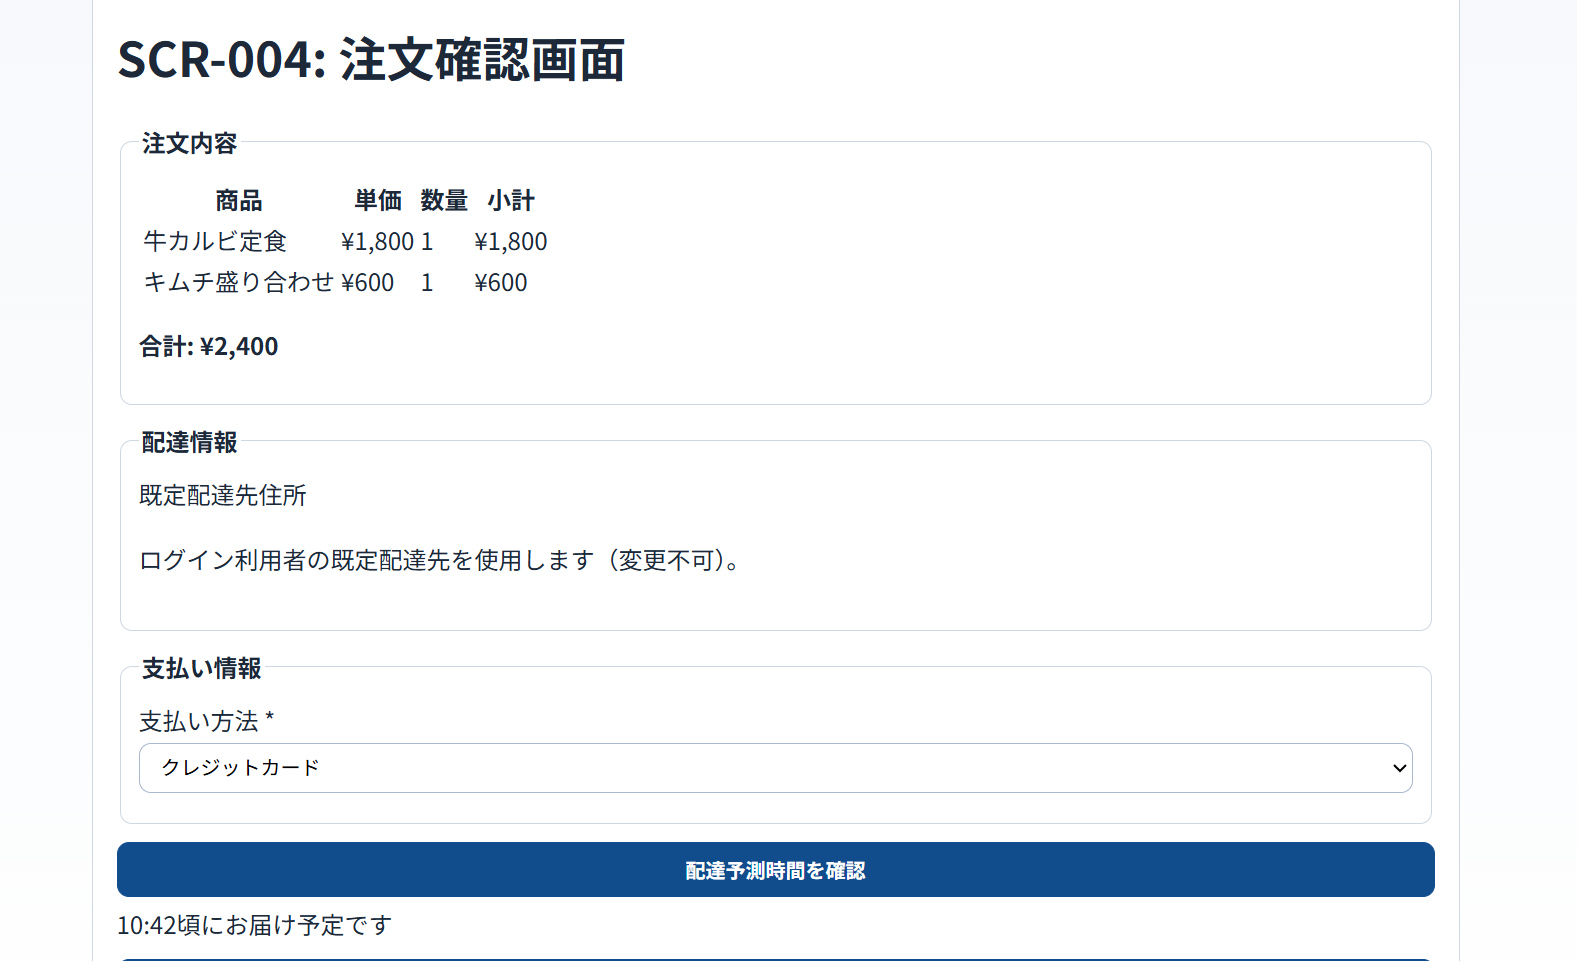 SCR-004: 注文確認画面
注文内容
商品 単価 数量 小計
牛カルビ定食 ¥1,800 1 ¥1,800
キムチ盛り合わせ ¥600 1 ¥600
合計: ¥2,400
配達情報
既定配達先住所
ログイン利用者の既定配達先を使用します（変更不可）。
支払い情報
支払い方法 *
クレジットカード
配達予測時間を確認
10:42頃にお届け予定です